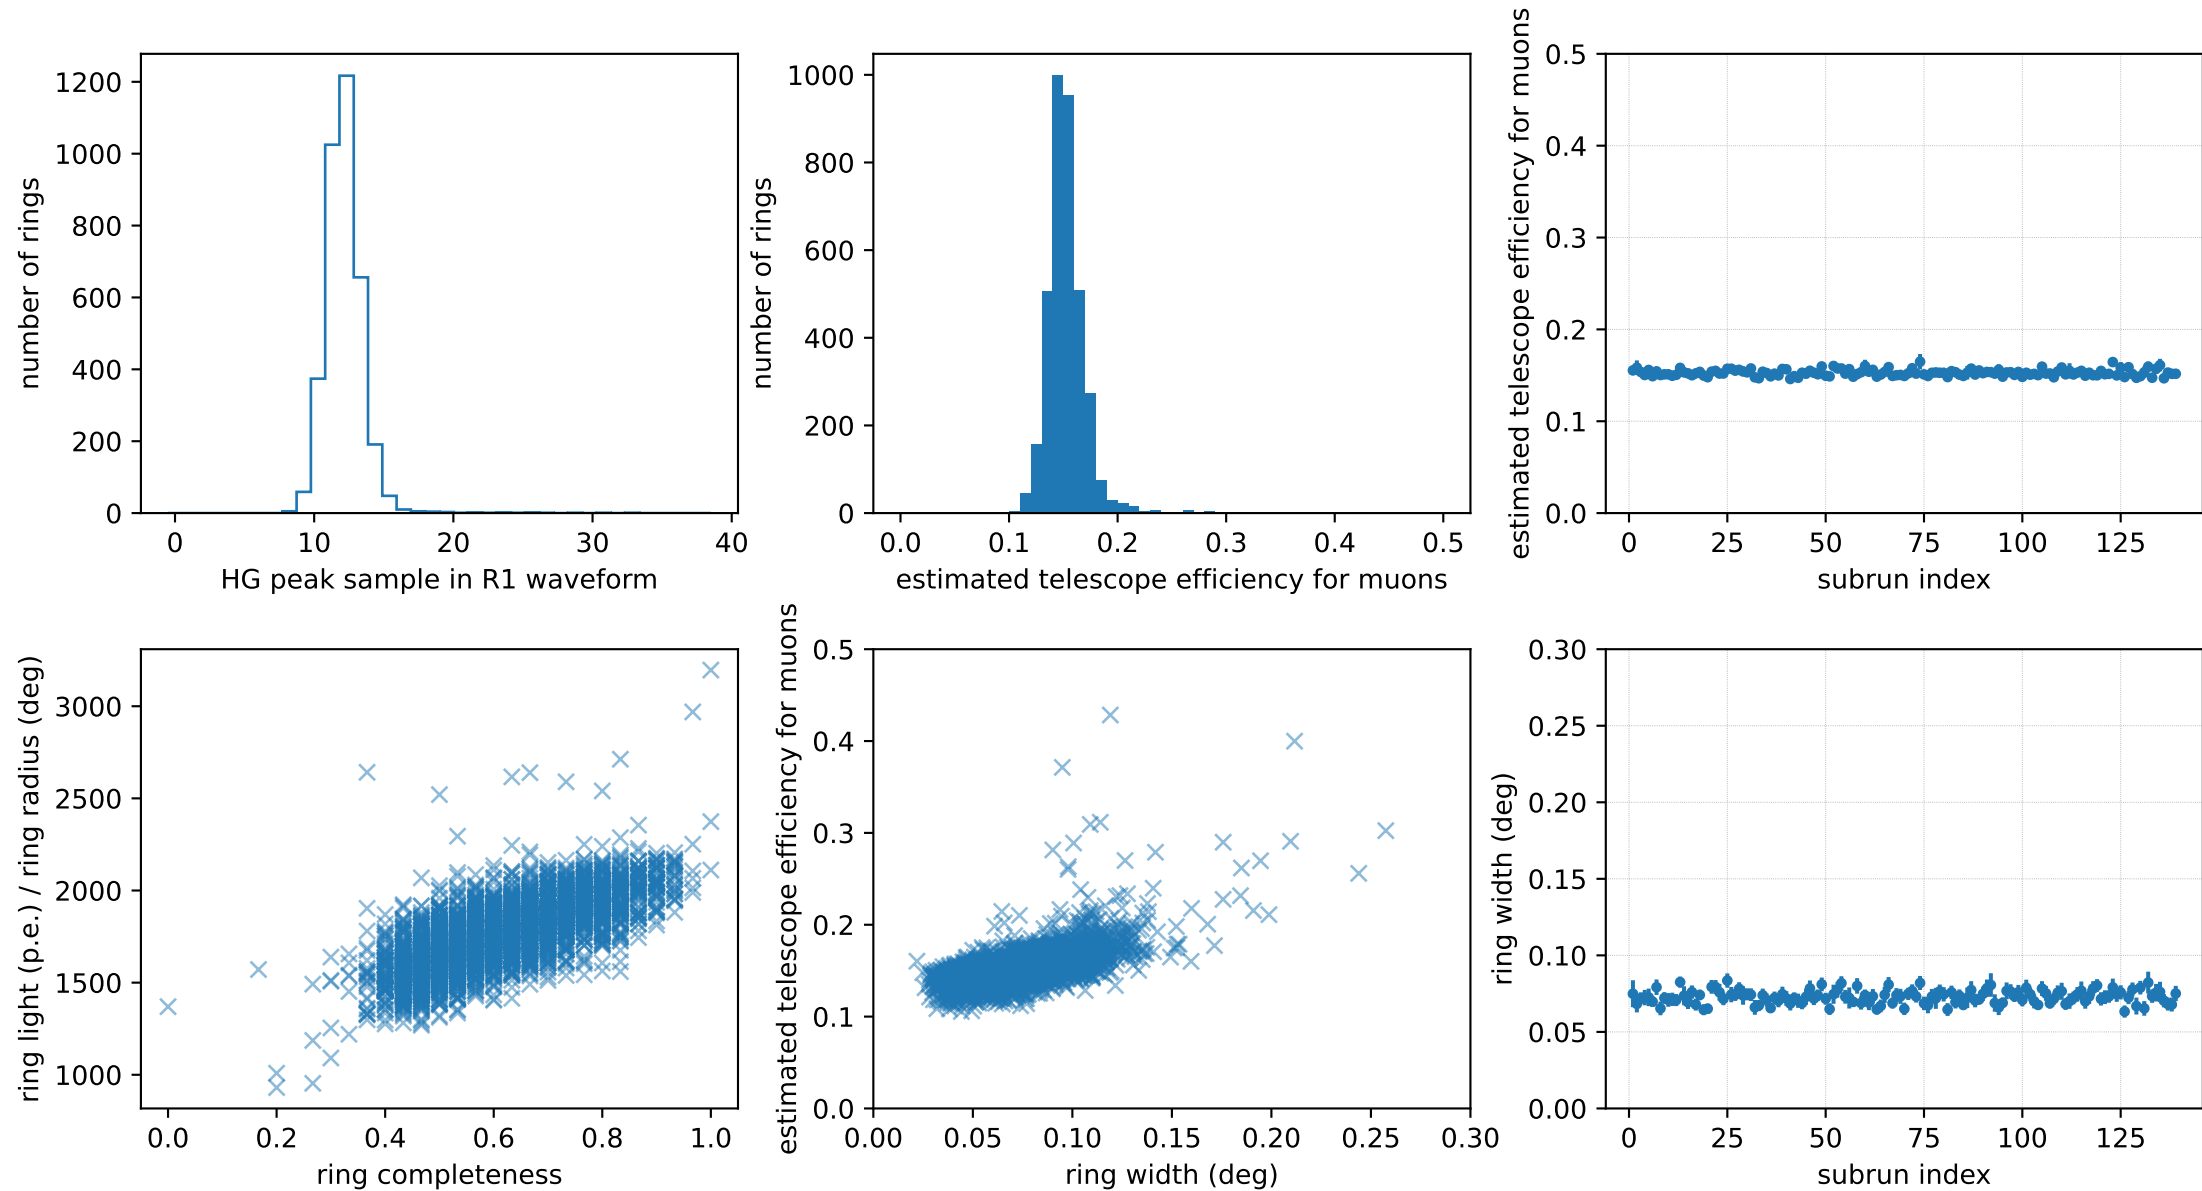 1200
1000
800
600
400
200
0
number of rings
0 10 20 30 40
HG peak sample in R1 waveform
1000
800
600
400
200
0
number of rings
0.0 0.1 0.2 0.3 0.4 0.5
estimated telescope efficiency for muons
0.5
0.4
0.3
0.2
0.1
0.0
estimated telescope efficiency for muons
0 25 50 75 100 125
subrun index
3000
2500
2000
1500
1000
ring light (p.e.) / ring radius (deg)
0.0 0.2 0.4 0.6 0.8 1.0
ring completeness
0.5
0.4
0.3
0.2
0.1
0.0
estimated telescope efficiency for muons
0.00 0.05 0.10 0.15 0.20 0.25 0.30
ring width (deg)
0.30
0.25
0.20
0.15
0.10
0.05
0.00
ring width (deg)
0 25 50 75 100 125
subrun index